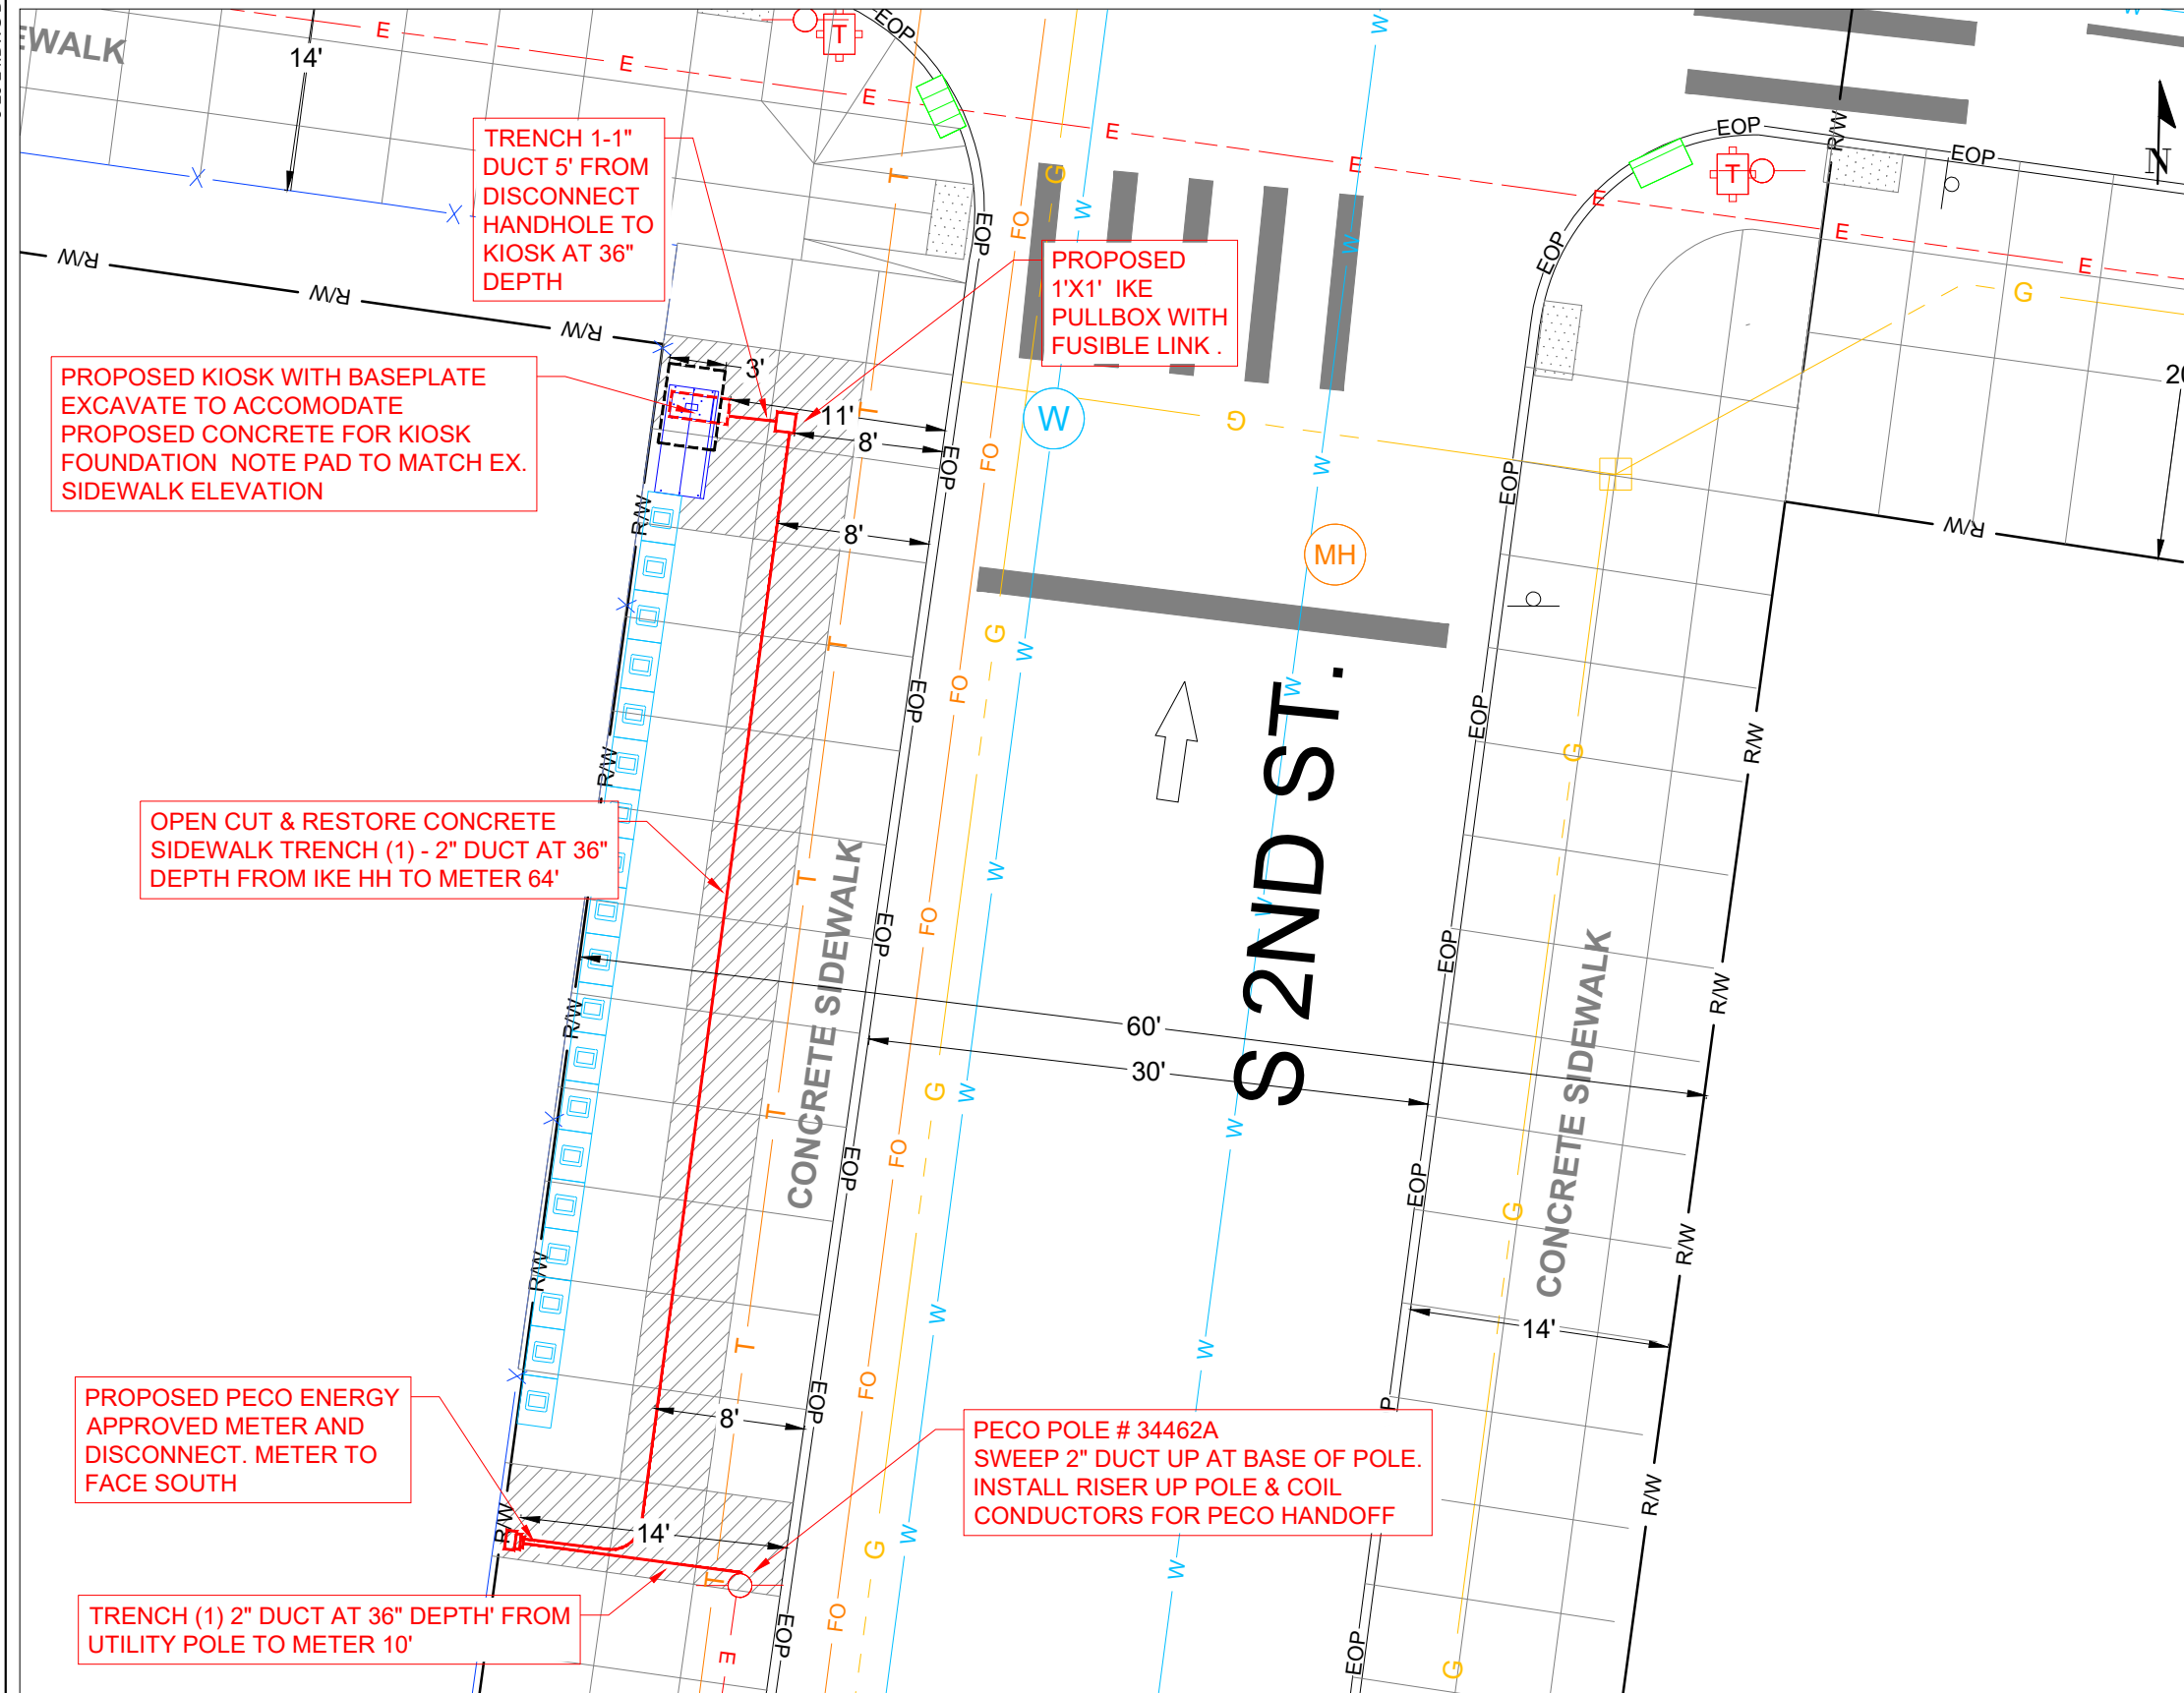 EWALK
14'
E
E
E
E
E
E
E
E
T
T
EOP
EOP
EOP
EOP
R/W
N
TRENCH 1-1"
DUCT 5' FROM
DISCONNECT
HANDHOLE TO
KIOSK AT 36"
DEPTH
PROPOSED
1'X1' IKE
PULLBOX WITH
FUSIBLE LINK .
R/W
R/W
R/W
PROPOSED KIOSK WITH BASEPLATE
EXCAVATE TO ACCOMODATE
PROPOSED CONCRETE FOR KIOSK
FOUNDATION NOTE PAD TO MATCH EX.
SIDEWALK ELEVATION
3'
11'
8'
8'
W
MH
G
G
G
R/W
S 2ND ST.
OPEN CUT & RESTORE CONCRETE
SIDEWALK TRENCH (1) - 2" DUCT AT 36"
DEPTH FROM IKE HH TO METER 64'
CONCRETE SIDEWALK
CONCRETE SIDEWALK
60'
30'
14'
8'
PROPOSED PECO ENERGY
APPROVED METER AND
DISCONNECT. METER TO
FACE SOUTH
PECO POLE # 34462A
SWEEP 2" DUCT UP AT BASE OF POLE.
INSTALL RISER UP POLE & COIL
CONDUCTORS FOR PECO HANDOFF
14'
TRENCH (1) 2" DUCT AT 36" DEPTH' FROM
UTILITY POLE TO METER 10'
E